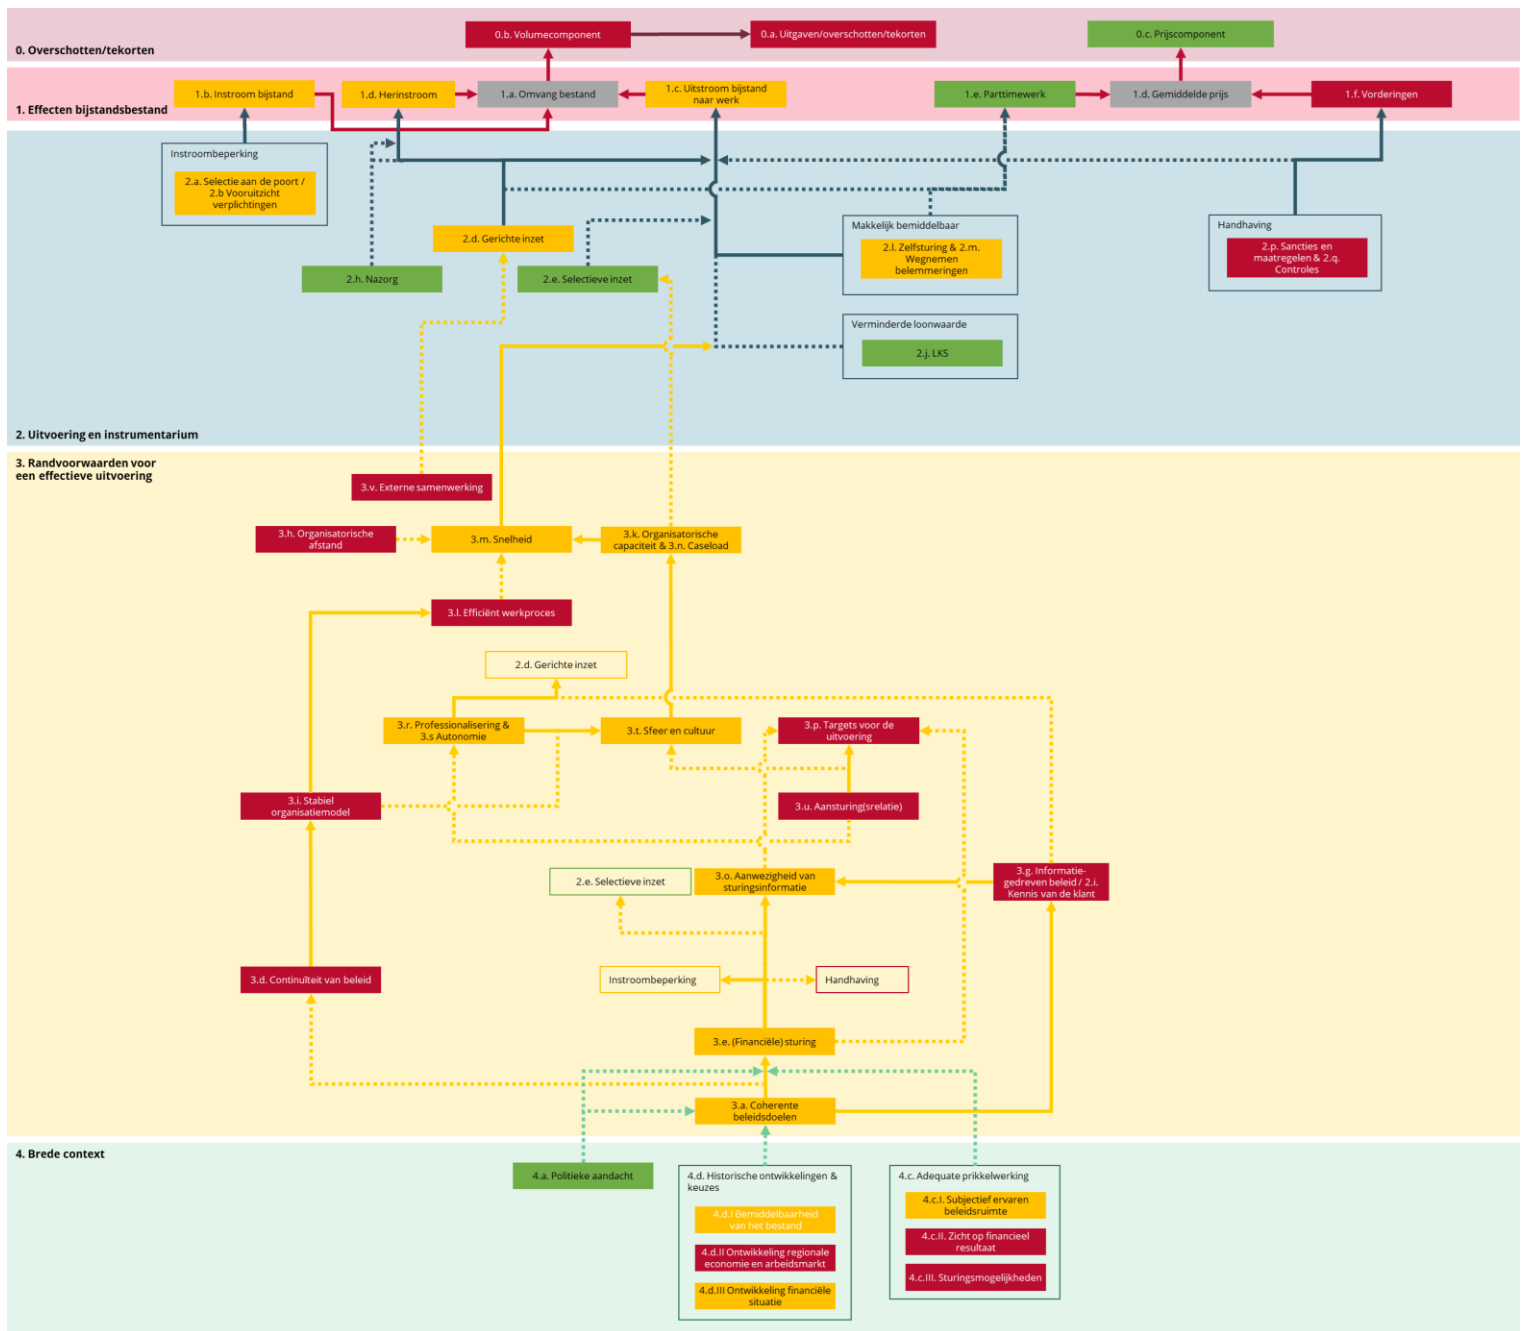 0. Overschotten/tekorten
0.b. Volumecomponent
0.a. Uitgaven/overschotten/tekorten
0.c. Prijscomponent
1. Effecten bijstandsbestand
1.b. Instroom bijstand
1.d. Herinstroom
1.a. Omvang bestand
1.c. Uitstroom bijstand
naar werk
1.e. Parttimewerk
1.d. Gemiddelde prijs
1.f. Vorderingen
Instroombeperking
2.a. Selectie aan de poort /
2.b Vooruitzicht
verplichtingen
2.d. Gerichte inzet
2.h. Nazorg
2.e. Selectieve inzet
Makkelijk bemiddelbaar
2.l. Zelfsturing & 2.m.
Wegnemen
belemmeringen
Handhaving
2.p. Sancties en
maatregelen & 2.q.
Controles
Verminderde loonwaarde
2.j. LKS
2. Uitvoering en instrumentarium
3. Randvoorwaarden voor
een effectieve uitvoering
3.v. Externe samenwerking
3.h. Organisatorische
afstand
3.m. Snelheid
3.k. Organisatorische
capaciteit & 3.n. Caseload
3.l. Efficiënt werkproces
2.d. Gerichte inzet
3.r. Professionalisering &
3.s Autonomie
3.t. Sfeer en cultuur
3.p. Targets voor de
uitvoering
3.i. Stabiel
organisatiemodel
3.u. Aansturing(srelatie)
2.e. Selectieve inzet
3.o. Aanwezigheid van
sturingsinformatie
3.g. Informatie-
gedreven beleid / 2.i.
Kennis van de klant
3.d. Continuïteit van beleid
Instroombeperking
Handhaving
3.e. (Financiële) sturing
3.a. Coherente
beleidsdoelen
4. Brede context
4.a. Politieke aandacht
4.d. Historische ontwikkelingen &
keuzes
4.d.I Bemiddelbaarheid
van het bestand
4.d.II Ontwikkeling regionale
economie en arbeidsmarkt
4.d.III Ontwikkeling financiële
situatie
4.c. Adequate prikkelwerking
4.c.I. Subjectief ervaren
beleidsruimte
4.c.II. Zicht op financieel
resultaat
4.c.III. Sturingsmogelijkheden